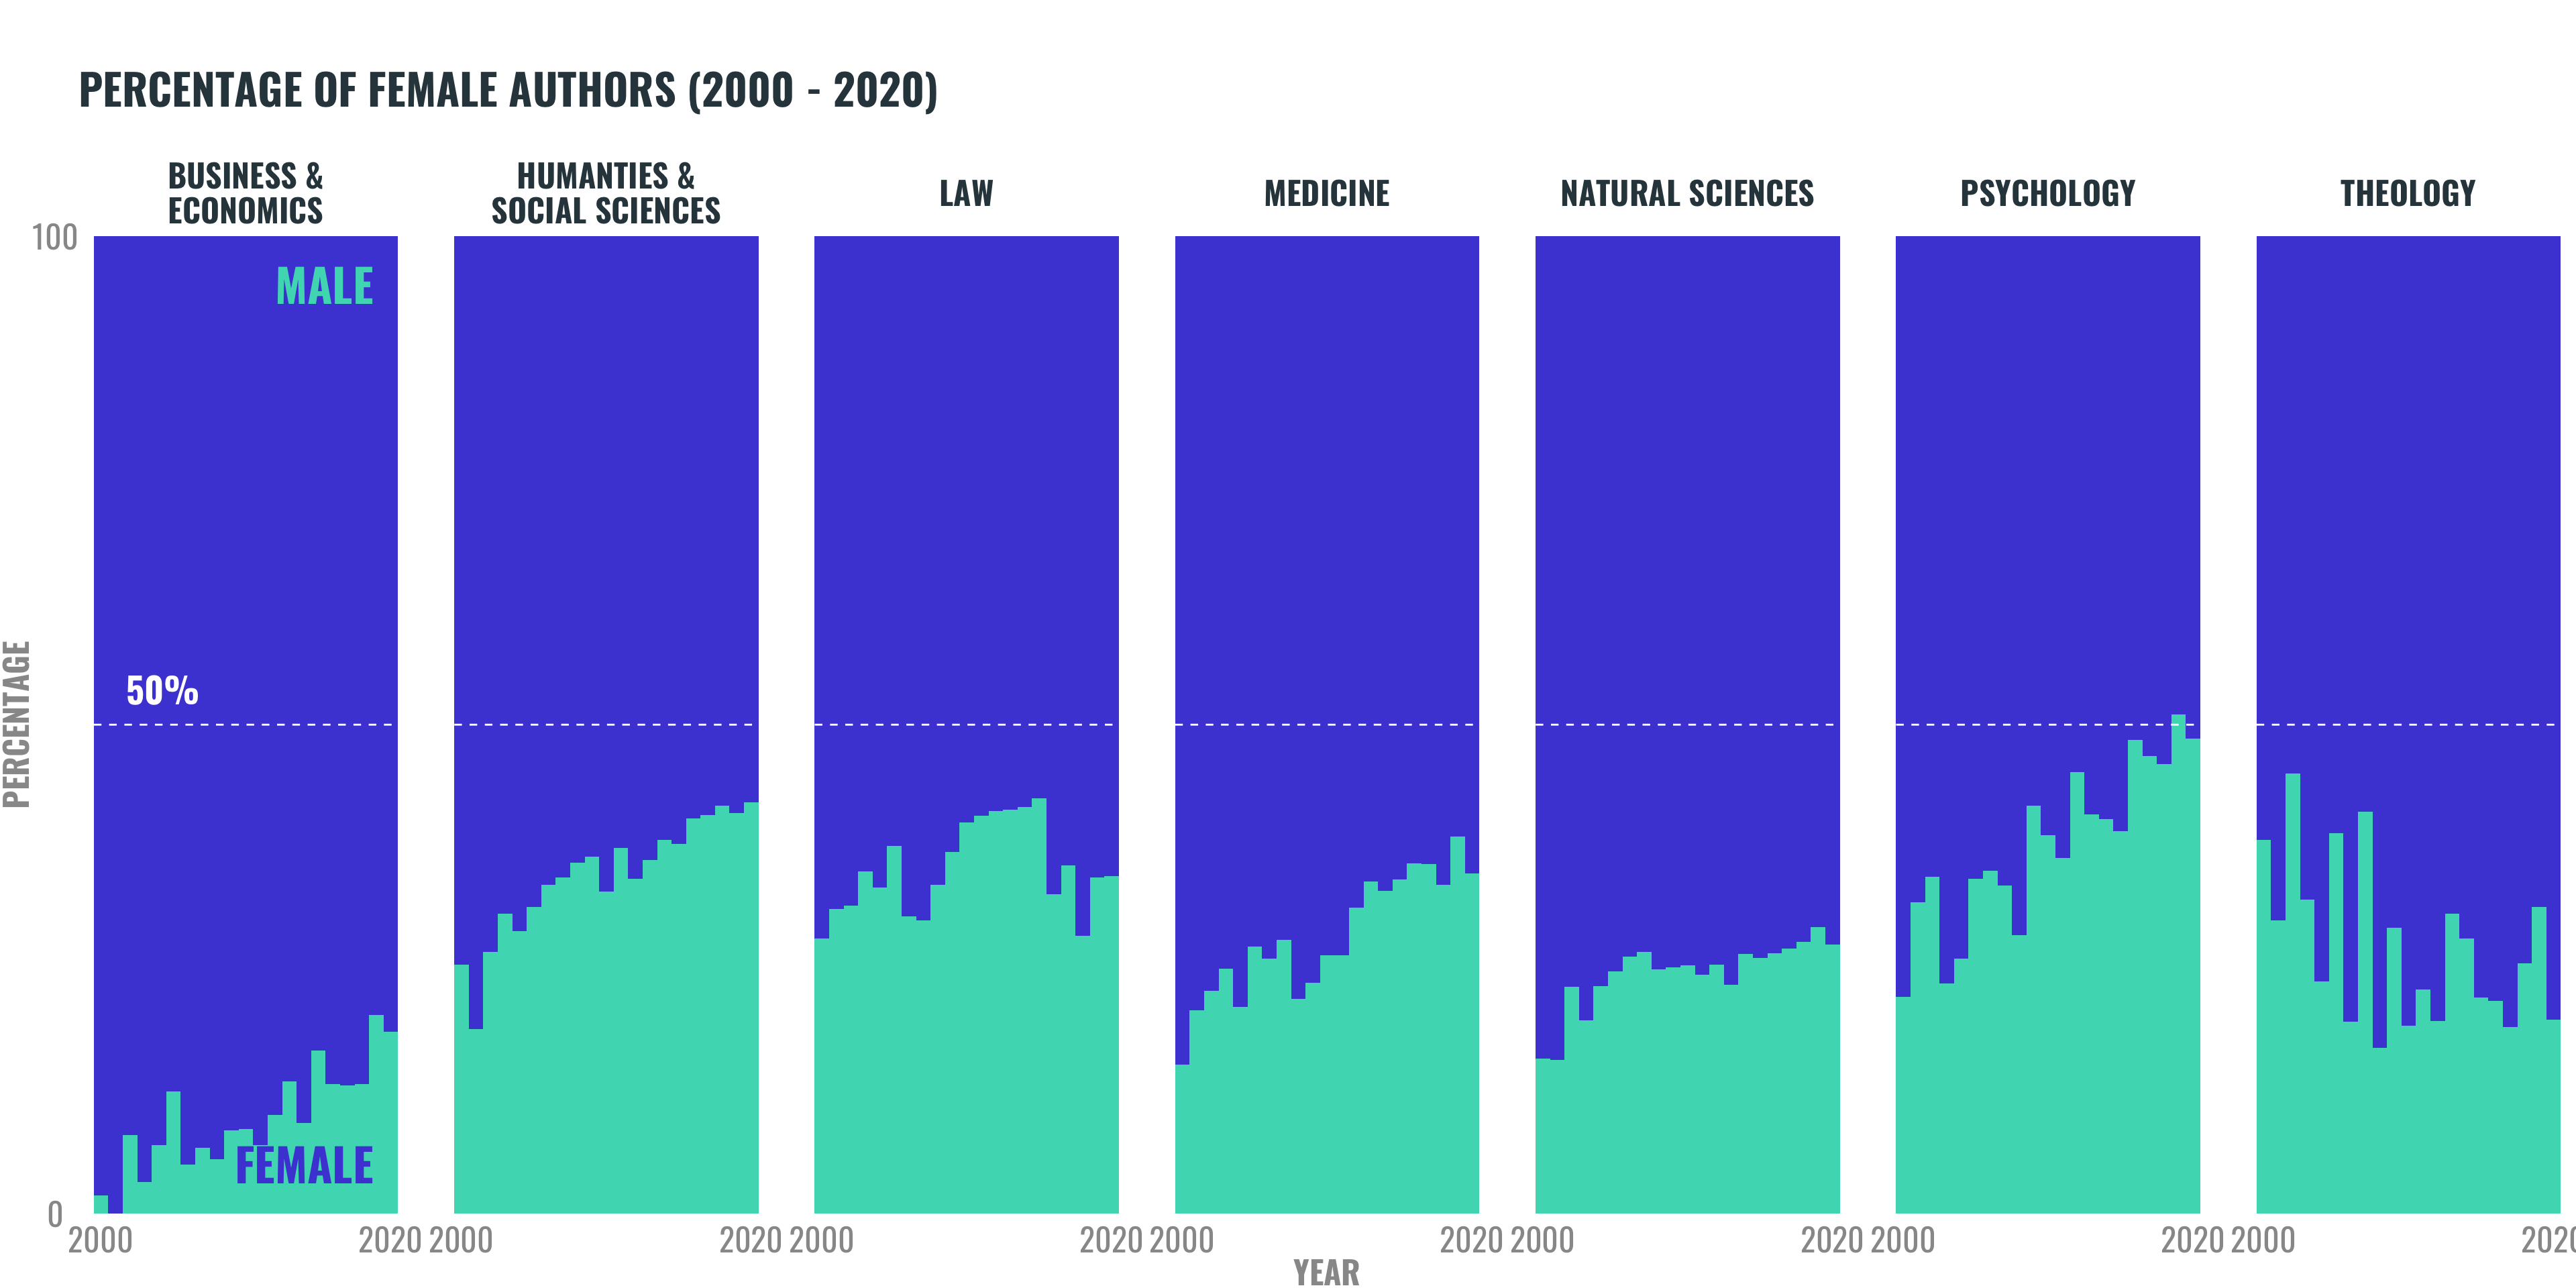 PERCENTAGE OF FEMALE AUTHORS (2000 - 2020)
BUSINESS &
ECONOMICS
HUMANTIES &
SOCIAL SCIENCES
LAW
MEDICINE
NATURAL SCIENCES
PSYCHOLOGY
THEOLOGY
100
MALE
50%
PERCENTAGE
FEMALE
0
2000 2020 2000 2020 2000 2020 2000 2020 2000 2020 2000 2020 2000 2020
YEAR